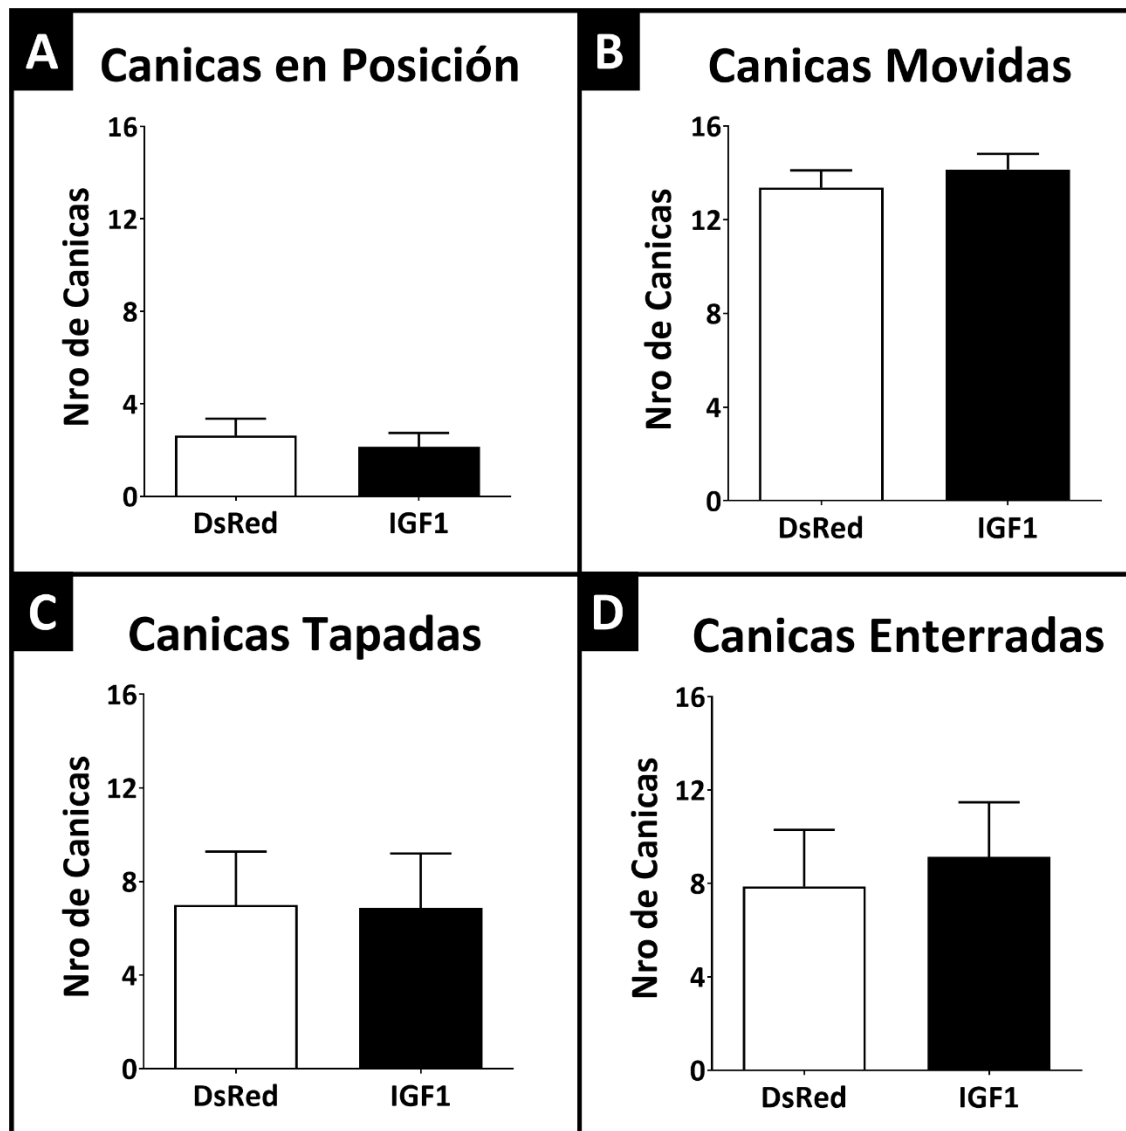 A
Canicas en Posición
Nro de Canicas
16
12
8
4
0
DsRed
IGF1
B
Canicas Movidas
Nro de Canicas
16
12
8
4
0
DsRed
IGF1
C
Canicas Tapadas
Nro de Canicas
16
12
8
4
0
DsRed
IGF1
D
Canicas Enterradas
Nro de Canicas
16
12
8
4
0
DsRed
IGF1